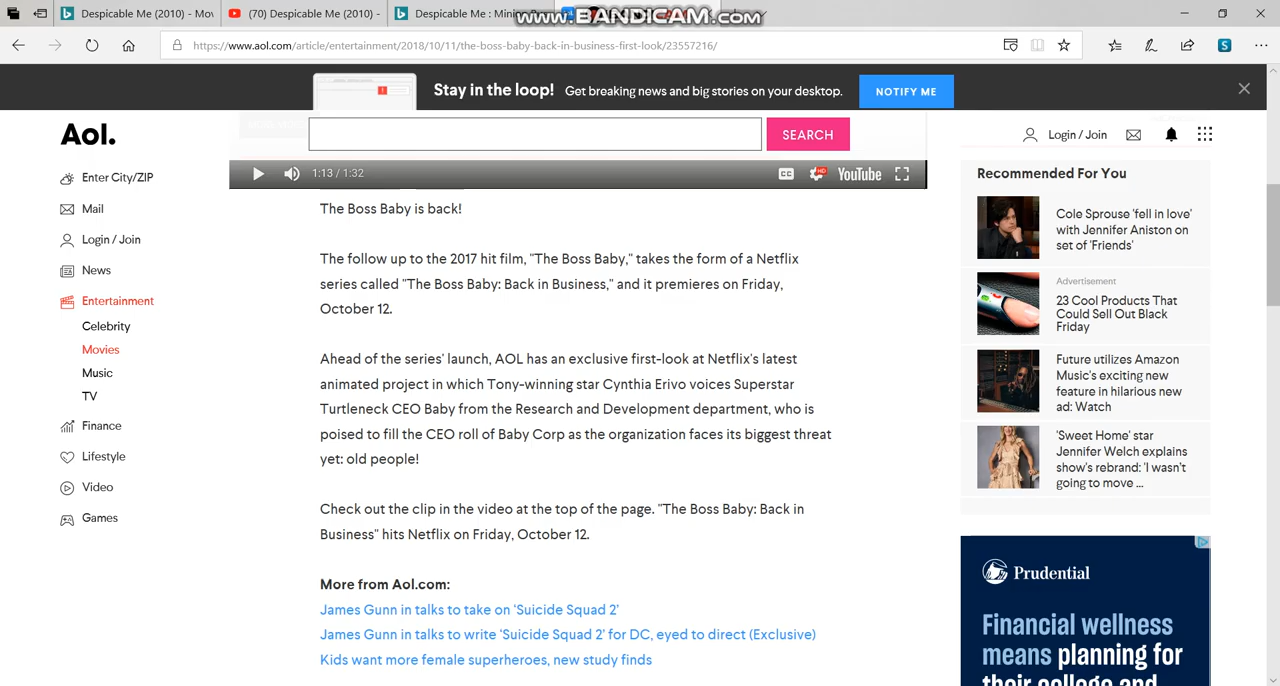 Despicable Me (2010) - Mov
(70) Despicable Me (2010) -
Despicable Me : Minio
www.BANDICAM.com
https://www.aol.com/article/entertainment/2018/10/11/the-boss-baby-back-in-business-first-look/23557216/
Stay in the loop! Get breaking news and big stories on your desktop.
NOTIFY ME
Aol.
SEARCH
Login / Join
1:13 / 1:32
CC
HD
YouTube
Enter City/ZIP
Mail
Login / Join
News
Entertainment
Celebrity
Movies
Music
TV
Finance
Lifestyle
Video
Games
The Boss Baby is back!
The follow up to the 2017 hit film, "The Boss Baby," takes the form of a Netflix
series called "The Boss Baby: Back in Business," and it premieres on Friday,
October 12.
Ahead of the series' launch, AOL has an exclusive first-look at Netflix's latest
animated project in which Tony-winning star Cynthia Erivo voices Superstar
Turtleneck CEO Baby from the Research and Development department, who is
poised to fill the CEO roll of Baby Corp as the organization faces its biggest threat
yet: old people!
Check out the clip in the video at the top of the page. "The Boss Baby: Back in
Business" hits Netflix on Friday, October 12.
More from Aol.com:
James Gunn in talks to take on 'Suicide Squad 2'
James Gunn in talks to write 'Suicide Squad 2' for DC, eyed to direct (Exclusive)
Kids want more female superheroes, new study finds
Recommended For You
Cole Sprouse 'fell in love'
with Jennifer Aniston on
set of 'Friends'
Advertisement
23 Cool Products That
Could Sell Out Black
Friday
Future utilizes Amazon
Music's exciting new
feature in hilarious new
ad: Watch
'Sweet Home' star
Jennifer Welch explains
show's rebrand: 'I wasn't
going to move ...
Prudential
Financial wellness
means planning for
their college and